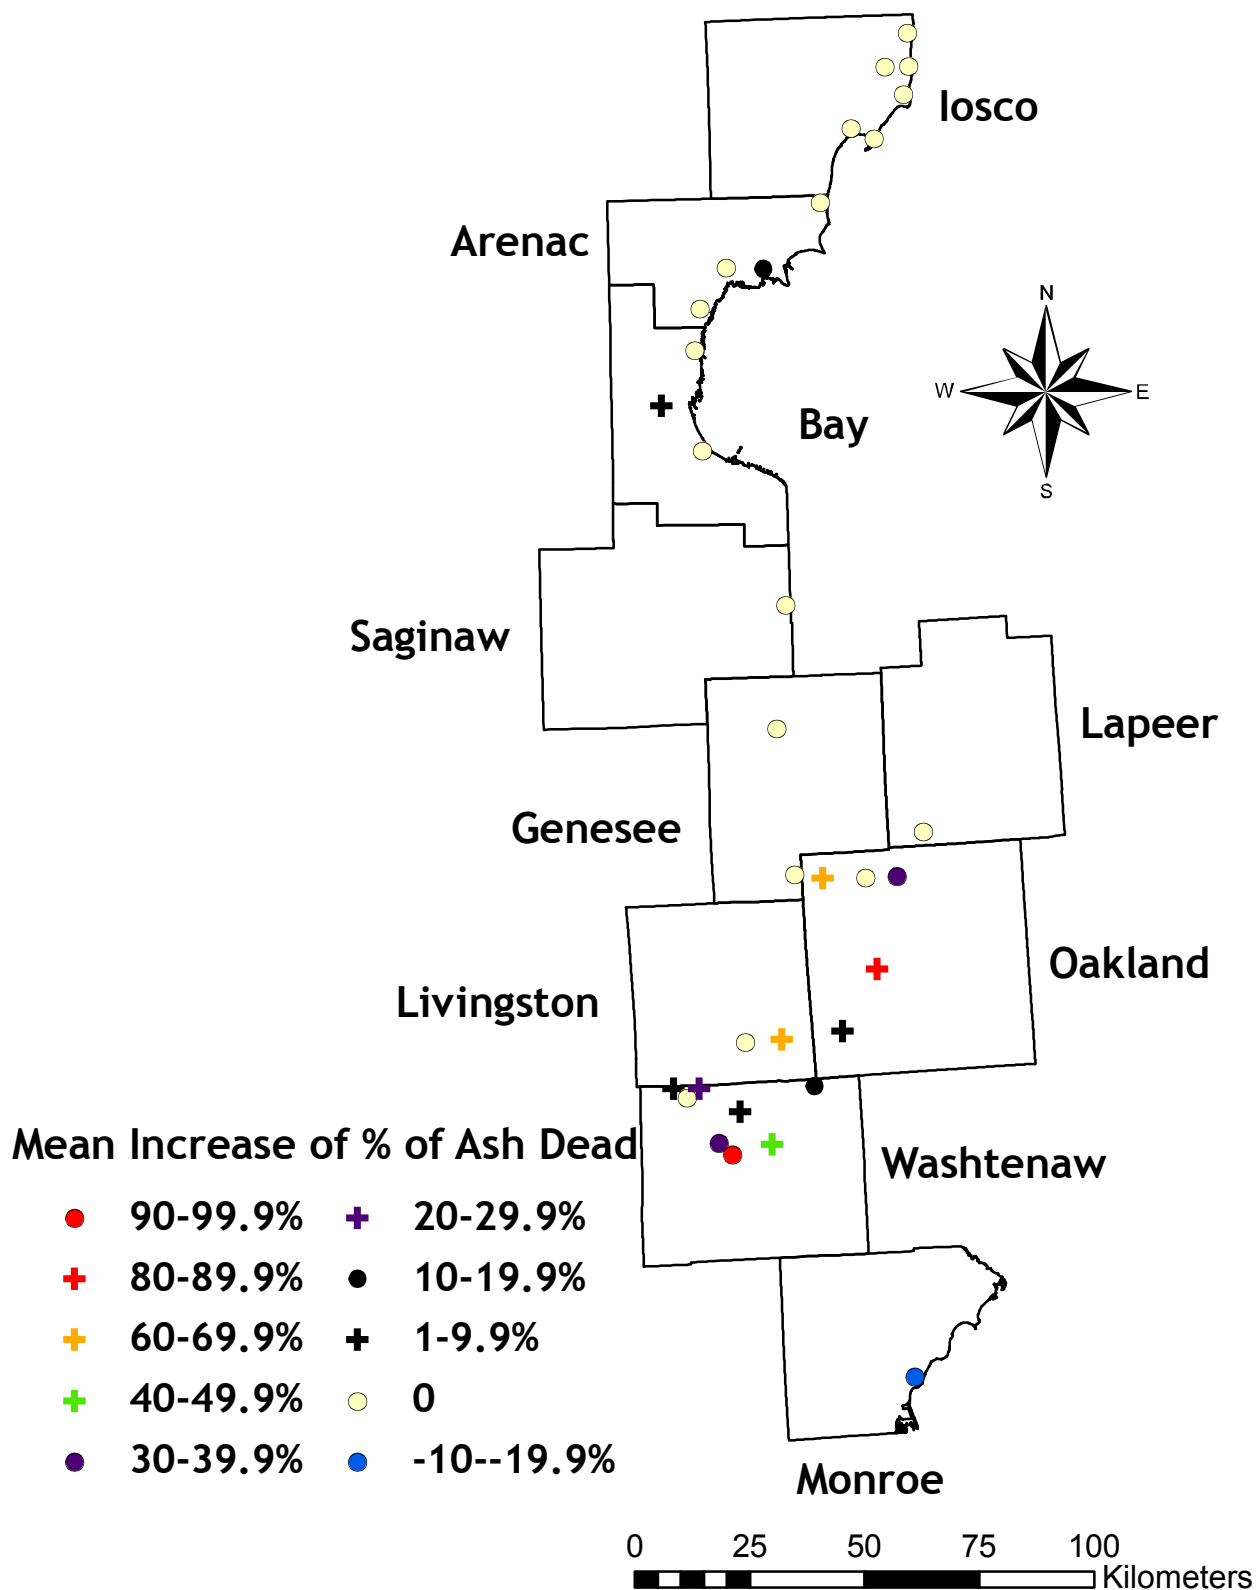 Iosco
Arenac
N
W E
S
Bay
Saginaw
Lapeer
Genesee
Oakland
Livingston
Mean Increase of % of Ash Dead
Washtenaw
90-99.9% 20-29.9%
80-89.9% 10-19.9%
60-69.9% 1-9.9%
40-49.9% 0
30-39.9% -10--19.9%
Monroe
0 25 50 75 100
Kilometers